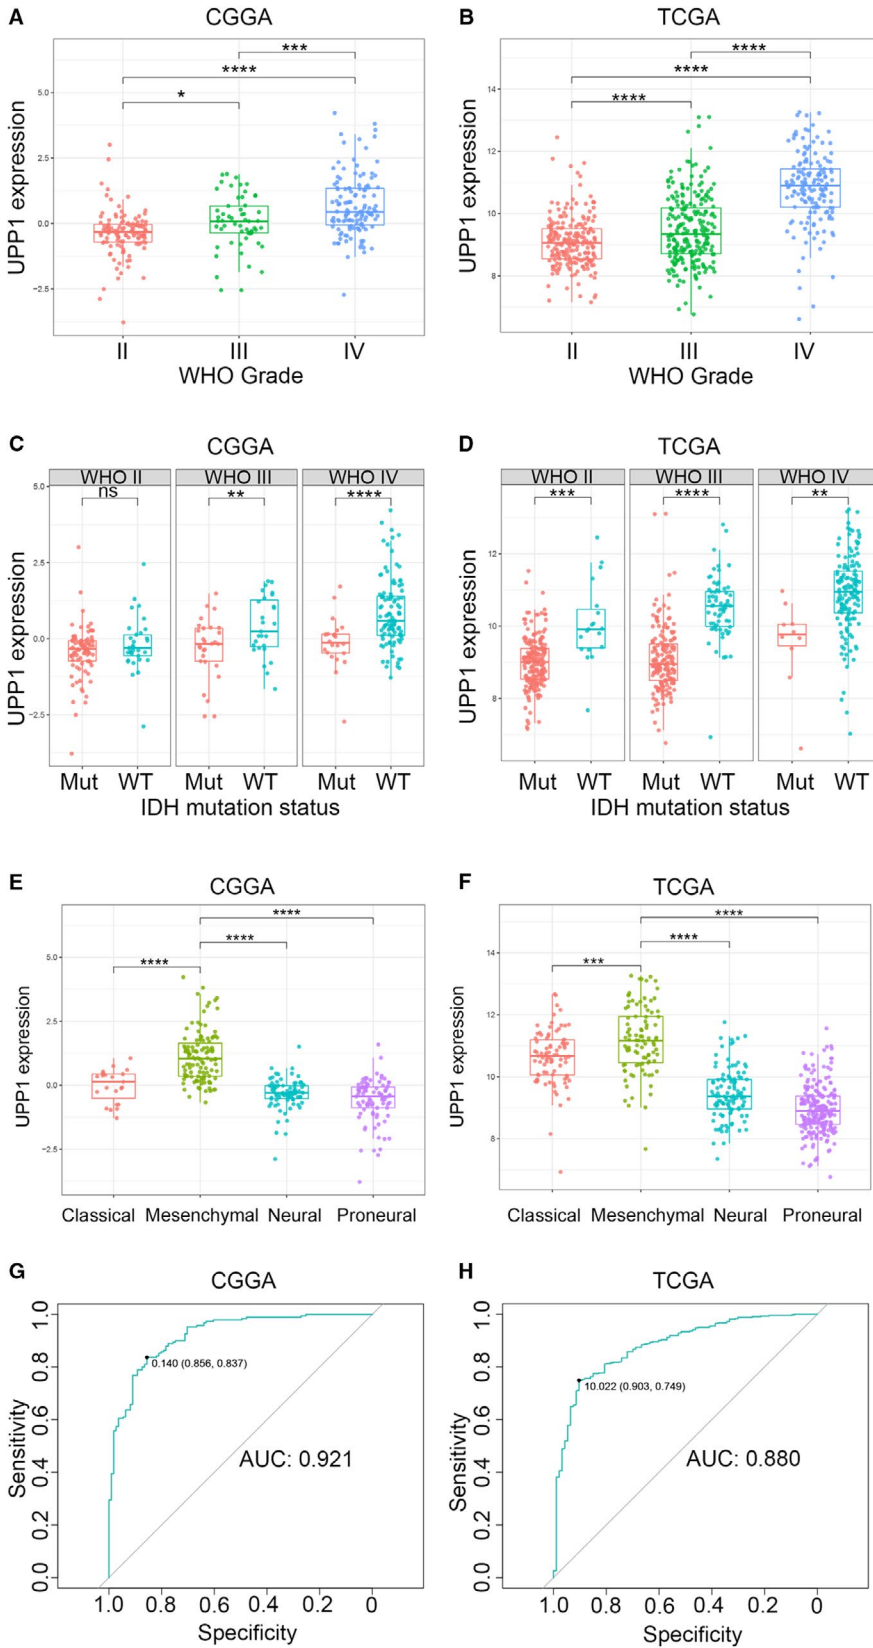 A
CGGA
***
****
*
5.0
2.5
0.0
−2.5
UPP1 expression
II
III
IV
WHO Grade
B
TCGA
****
****
****
14
12
10
8
UPP1 expression
II
III
IV
WHO Grade
C
CGGA
WHO II
WHO III
WHO IV
ns
**
****
5.0
2.5
0.0
−2.5
UPP1 expression
Mut WT Mut WT Mut WT
IDH mutation status
D
TCGA
WHO II
WHO III
WHO IV
***
****
**
12
10
8
UPP1 expression
Mut WT Mut WT Mut WT
IDH mutation status
E
CGGA
****
****
****
5.0
2.5
0.0
−2.5
UPP1 expression
Classical Mesenchymal Neural Proneural
F
TCGA
****
****
***
14
12
10
8
UPP1 expression
Classical Mesenchymal Neural Proneural
G
CGGA
1.0
0.8
0.6
0.4
0.2
0.0
Sensitivity
0.140 (0.856, 0.837)
AUC: 0.921
1.0 0.8 0.6 0.4 0.2 0
Specificity
H
TCGA
1.0
0.8
0.6
0.4
0.2
0.0
Sensitivity
10.022 (0.903, 0.749)
AUC: 0.880
1.0 0.8 0.6 0.4 0.2 0
Specificity